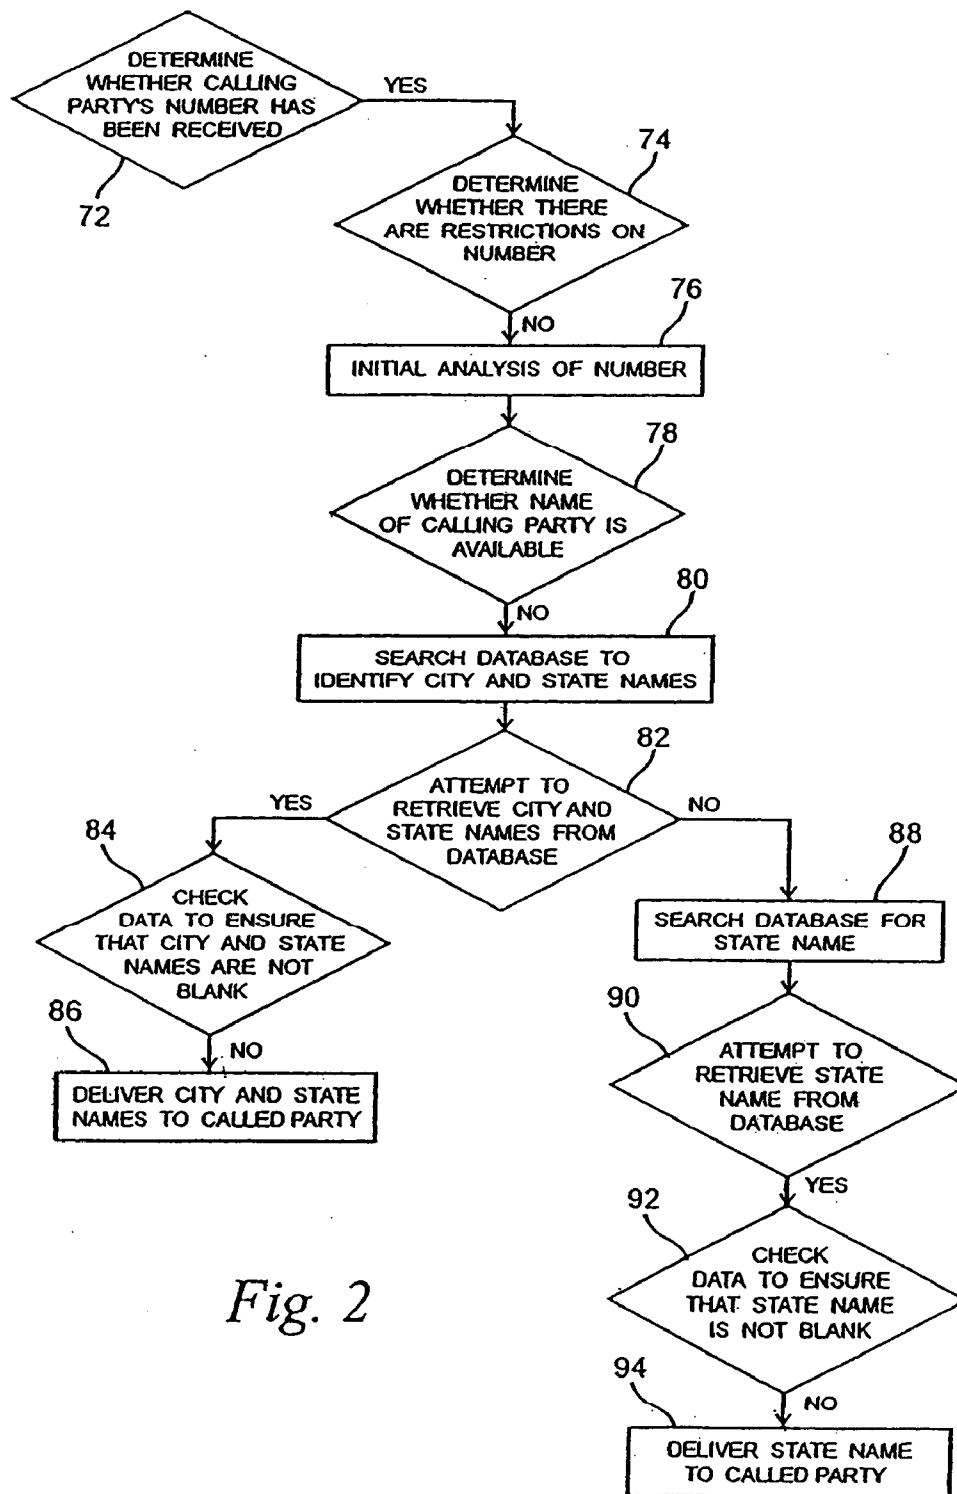 DETERMINE
WHETHER CALLING
PARTY'S NUMBER HAS
BEEN RECEIVED
YES
72
74
DETERMINE
WHETHER THERE
ARE RESTRICTIONS ON
NUMBER
NO
76
INITIAL ANALYSIS OF NUMBER
78
DETERMINE
WHETHER NAME
OF CALLING PARTY IS
AVAILABLE
NO
80
SEARCH DATABASE TO
IDENTIFY CITY AND STATE NAMES
82
ATTEMPT TO
RETRIEVE CITY AND
STATE NAMES FROM
DATABASE
YES
NO
84
CHECK
DATA TO ENSURE
THAT CITY AND STATE
NAMES ARE NOT
BLANK
NO
86
DELIVER CITY AND STATE
NAMES TO CALLED PARTY
88
SEARCH DATABASE FOR
STATE NAME
90
ATTEMPT TO
RETRIEVE STATE
NAME FROM
DATABASE
YES
92
CHECK
DATA TO ENSURE
THAT STATE NAME
IS NOT BLANK
NO
94
DELIVER STATE NAME
TO CALLED PARTY
Fig. 2